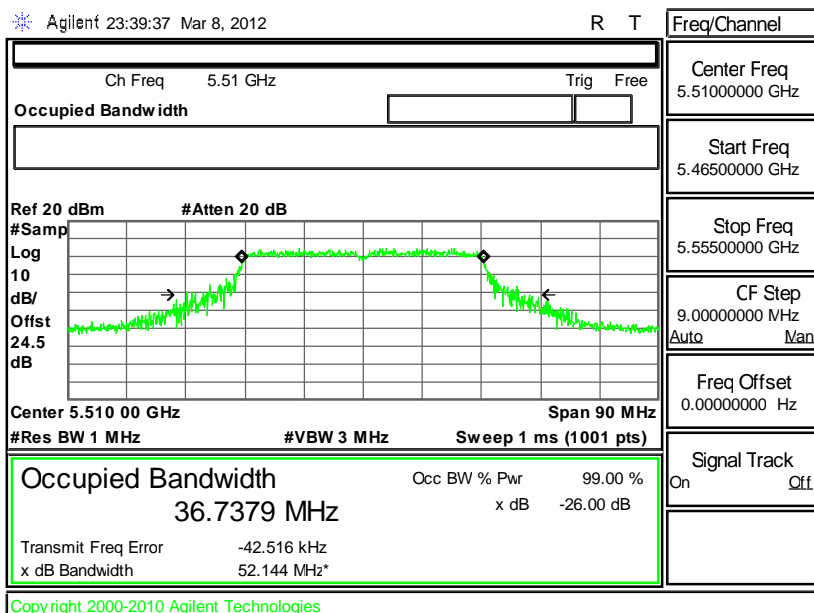 Agilent 23:39:37 Mar 8, 2012
R T
Freq/Channel
Ch Freq 5.51 GHz
Trig Free
Occupied Bandwidth
Center Freq
5.51000000 GHz
Start Freq
5.46500000 GHz
Stop Freq
5.55500000 GHz
CF Step
9.00000000 MHz
Auto Man
Freq Offset
0.00000000 Hz
Signal Track
On Off
Ref 20 dBm #Atten 20 dB
#Samp
Log
10
dB/
Offst
24.5
dB
Center 5.510 00 GHz Span 90 MHz
#Res BW 1 MHz #VBW 3 MHz Sweep 1 ms (1001 pts)
Occupied Bandwidth
36.7379 MHz
Occ BW % Pwr 99.00 %
x dB -26.00 dB
Transmit Freq Error -42.516 kHz
x dB Bandwidth 52.144 MHz*
Copyright 2000-2010 Agilent Technologies